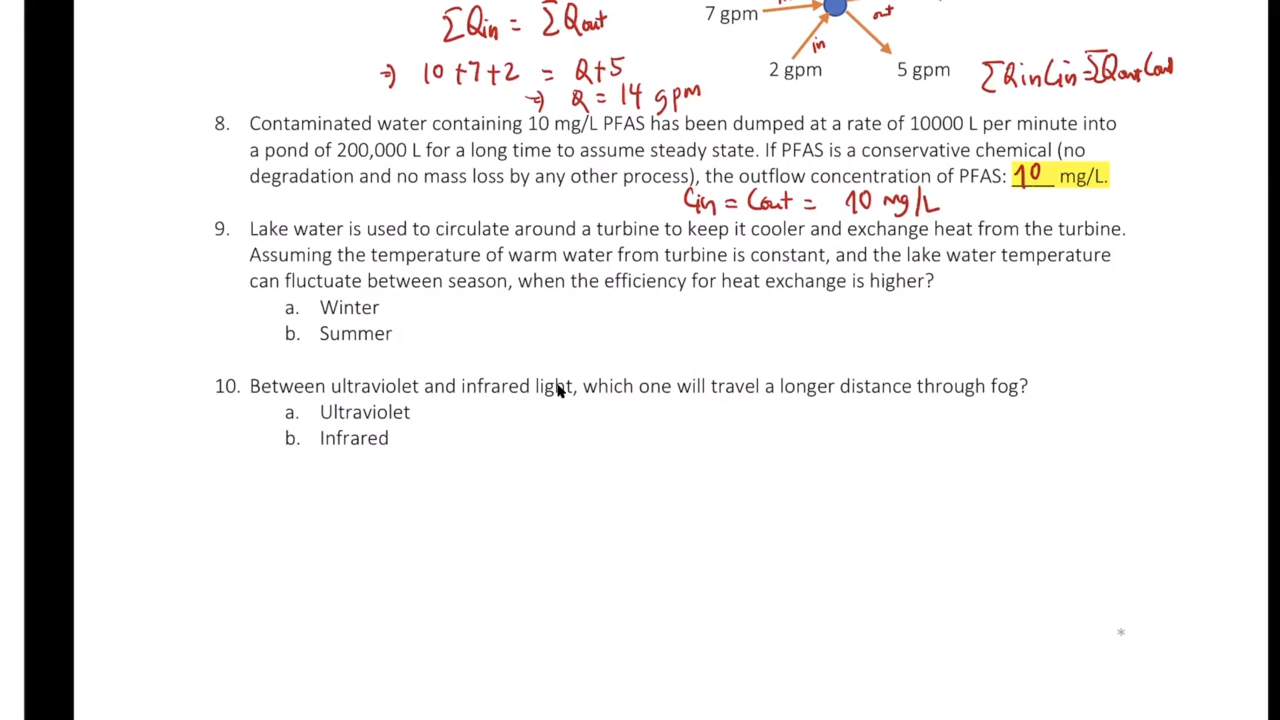 ΣQin = ΣQout
7 gpm
out
in
⇒ 10+7+2 = Q+5
2 gpm
5 gpm
ΣQinCin=ΣQoutCout
⇒ Q = 14 gpm
8. Contaminated water containing 10 mg/L PFAS has been dumped at a rate of 10000 L per minute into
a pond of 200,000 L for a long time to assume steady state. If PFAS is a conservative chemical (no
degradation and no mass loss by any other process), the outflow concentration of PFAS: 10 mg/L.
Cin = Cout = 10 mg/L
9. Lake water is used to circulate around a turbine to keep it cooler and exchange heat from the turbine.
Assuming the temperature of warm water from turbine is constant, and the lake water temperature
can fluctuate between season, when the efficiency for heat exchange is higher?
a. Winter
b. Summer
10. Between ultraviolet and infrared light, which one will travel a longer distance through fog?
a. Ultraviolet
b. Infrared
*